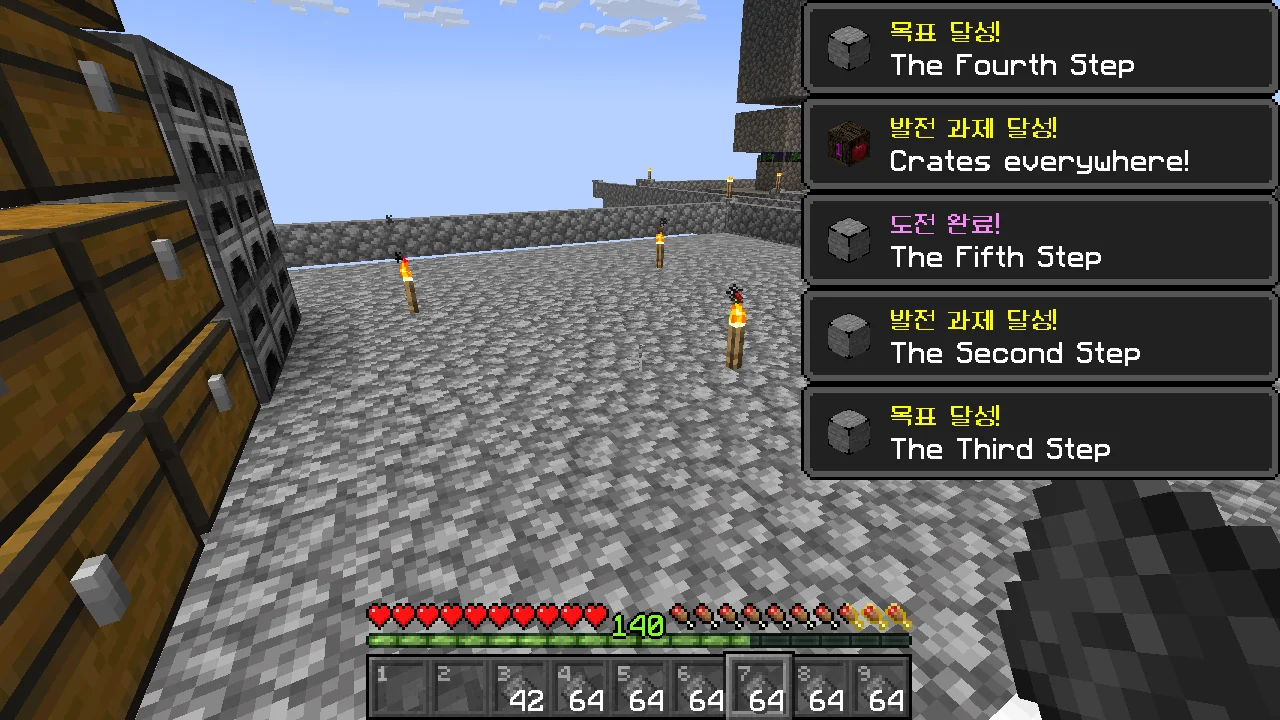 목표 달성!
The Fourth Step
발전 과제 달성!
Crates everywhere!
도전 완료!
The Fifth Step
발전 과제 달성!
The Second Step
목표 달성!
The Third Step
140
1 2 3 4 5 6 7 8 9
42 64 64 64 64 64 64